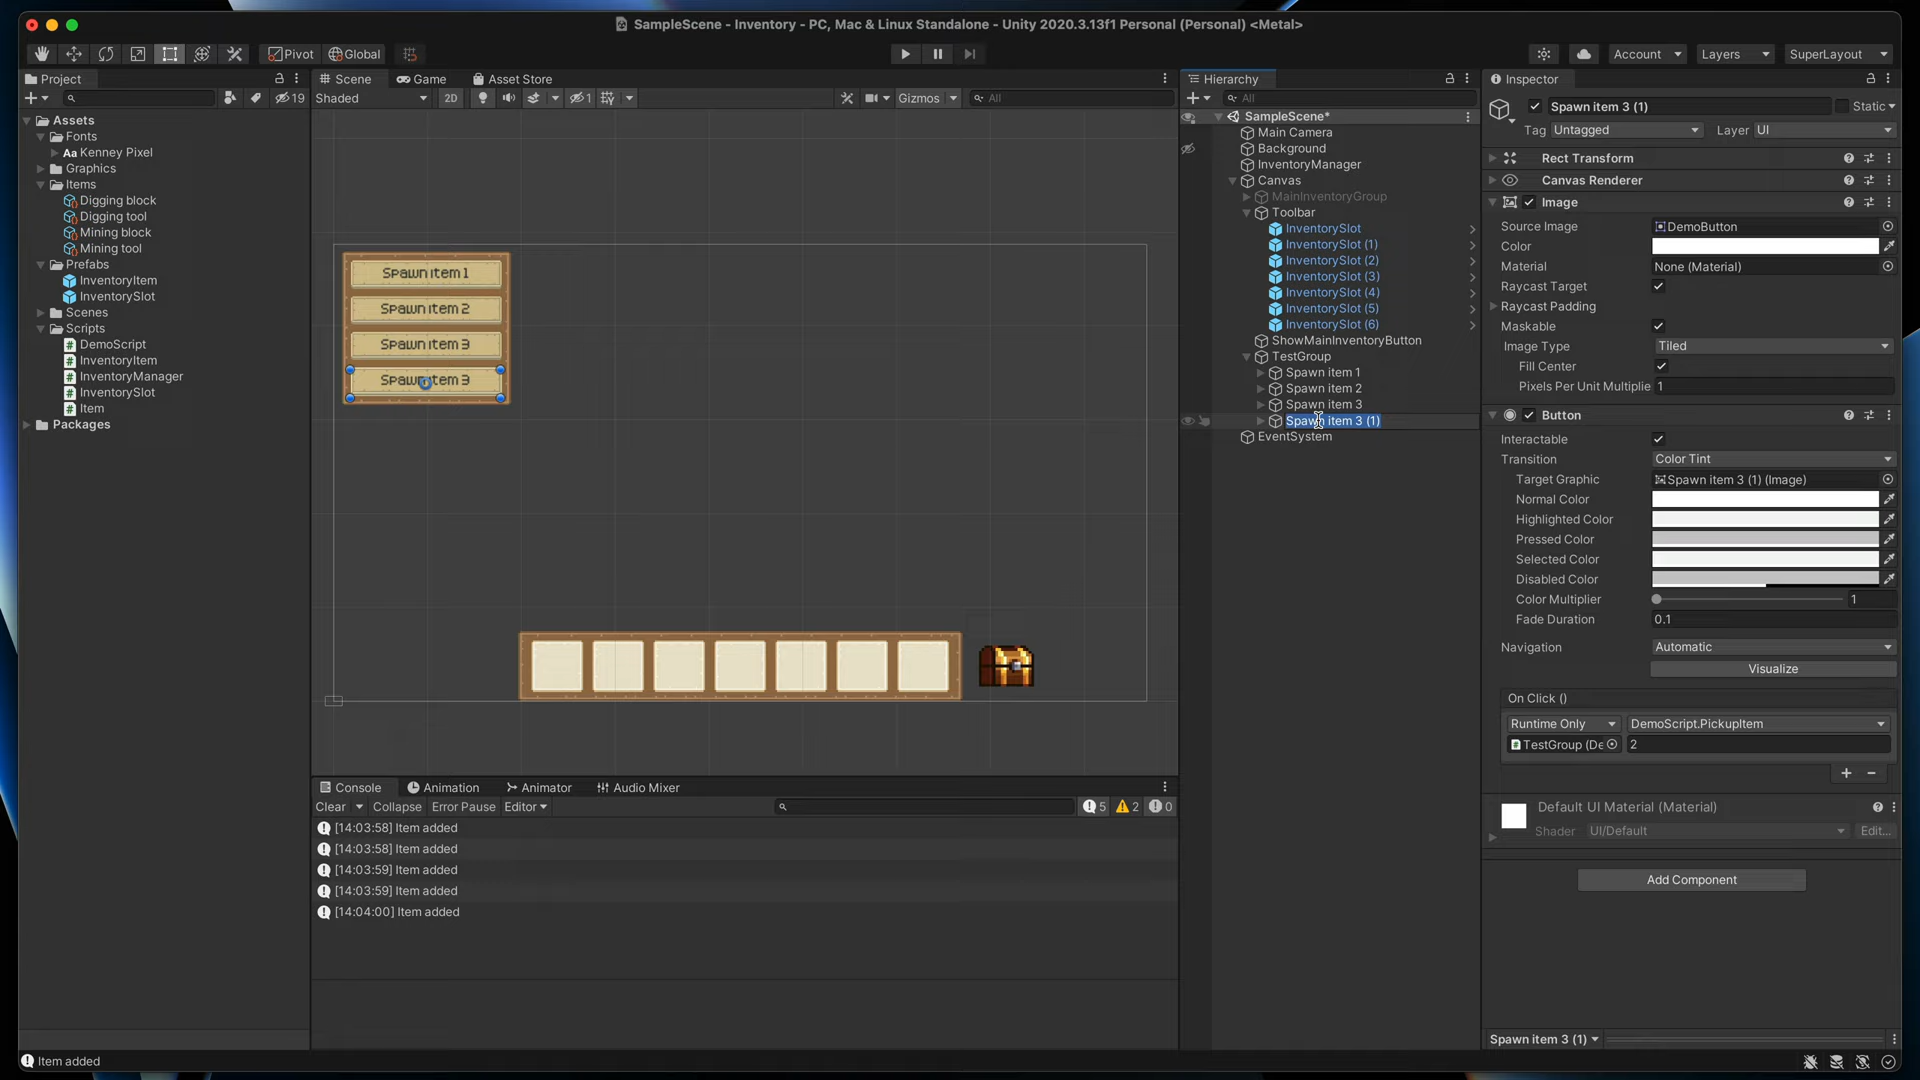 SampleScene - Inventory - PC, Mac & Linux Standalone - Unity 2020.3.13f1 Personal (Personal) <Metal>
Pivot Global Account Layers SuperLayout
Project
19
Assets
Fonts
Kenney Pixel
Graphics
Items
Digging block
Digging tool
Mining block
Mining tool
Prefabs
InventoryItem
InventorySlot
Scenes
Scripts
DemoScript
InventoryItem
InventoryManager
InventorySlot
Item
Packages
Scene Game Asset Store
Shaded 2D 1 Gizmos All
Spawn item 1
Spawn item 2
Spawn item 3
Spawn item 3
Console Animation Animator Audio Mixer
Clear Collapse Error Pause Editor 5 2 0
[14:03:58] Item added
[14:03:58] Item added
[14:03:59] Item added
[14:03:59] Item added
[14:04:00] Item added
Hierarchy
All
SampleScene*
Main Camera
Background
InventoryManager
Canvas
MainInventoryGroup
Toolbar
InventorySlot
InventorySlot (1)
InventorySlot (2)
InventorySlot (3)
InventorySlot (4)
InventorySlot (5)
InventorySlot (6)
ShowMainInventoryButton
TestGroup
Spawn item 1
Spawn item 2
Spawn item 3
Spawn item 3 (1)
EventSystem
Inspector
Spawn item 3 (1) Static
Tag Untagged Layer UI
Rect Transform
Canvas Renderer
Image
Source Image DemoButton
Color
Material None (Material)
Raycast Target
Raycast Padding
Maskable
Image Type Tiled
Fill Center
Pixels Per Unit Multiplie 1
Button
Interactable
Transition Color Tint
Target Graphic Spawn item 3 (1) (Image)
Normal Color
Highlighted Color
Pressed Color
Selected Color
Disabled Color
Color Multiplier 1
Fade Duration 0.1
Navigation Automatic
Visualize
On Click ()
Runtime Only DemoScript.PickupItem
TestGroup (De 2
Default UI Material (Material)
Shader UI/Default Edit...
Add Component
Spawn item 3 (1)
Item added